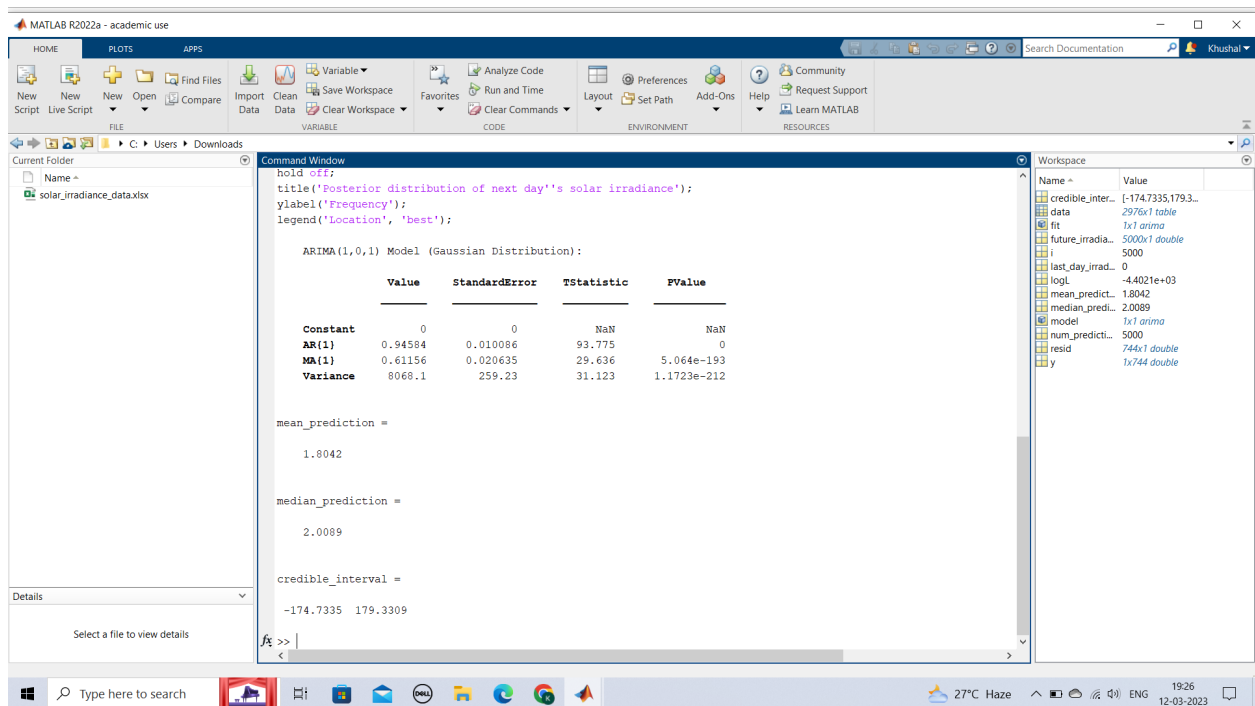 MATLAB R2022a - academic use
HOME PLOTS APPS
Search Documentation
Khushal
New Script
New Live Script
New
Open
Find Files
Compare
Import Data
Clean Data
Variable
Save Workspace
Clear Workspace
Favorites
Analyze Code
Run and Time
Clear Commands
Layout
Preferences
Set Path
Add-Ons
Help
Community
Request Support
Learn MATLAB
FILE VARIABLE CODE ENVIRONMENT RESOURCES
C: Users Downloads
Current Folder
Name
solar_irradiance_data.xlsx
Details
Select a file to view details
Command Window
hold off;
title('Posterior distribution of next day''s solar irradiance');
ylabel('Frequency');
legend('Location', 'best');
ARIMA(1,0,1) Model (Gaussian Distribution):
Value StandardError TStatistic PValue
Constant 0 0 NaN NaN
AR{1} 0.94584 0.010086 93.775 0
MA{1} 0.61156 0.020635 29.636 5.064e-193
Variance 8068.1 259.23 31.123 1.1723e-212
mean_prediction =
1.8042
median_prediction =
2.0089
credible_interval =
-174.7335 179.3309
fx >>
Workspace
Name Value
credible_inter... [-174.7335,179.3...
data 2976x1 table
fit 1x1 arima
future_irradia... 5000x1 double
i 5000
last_day_irrad... 0
logL -4.4021e+03
mean_predict... 1.8042
median_predi... 2.0089
model 1x1 arima
num_predicti... 5000
resid 744x1 double
y 1x744 double
Type here to search
DELL
K
27°C Haze
ENG
19:26
12-03-2023